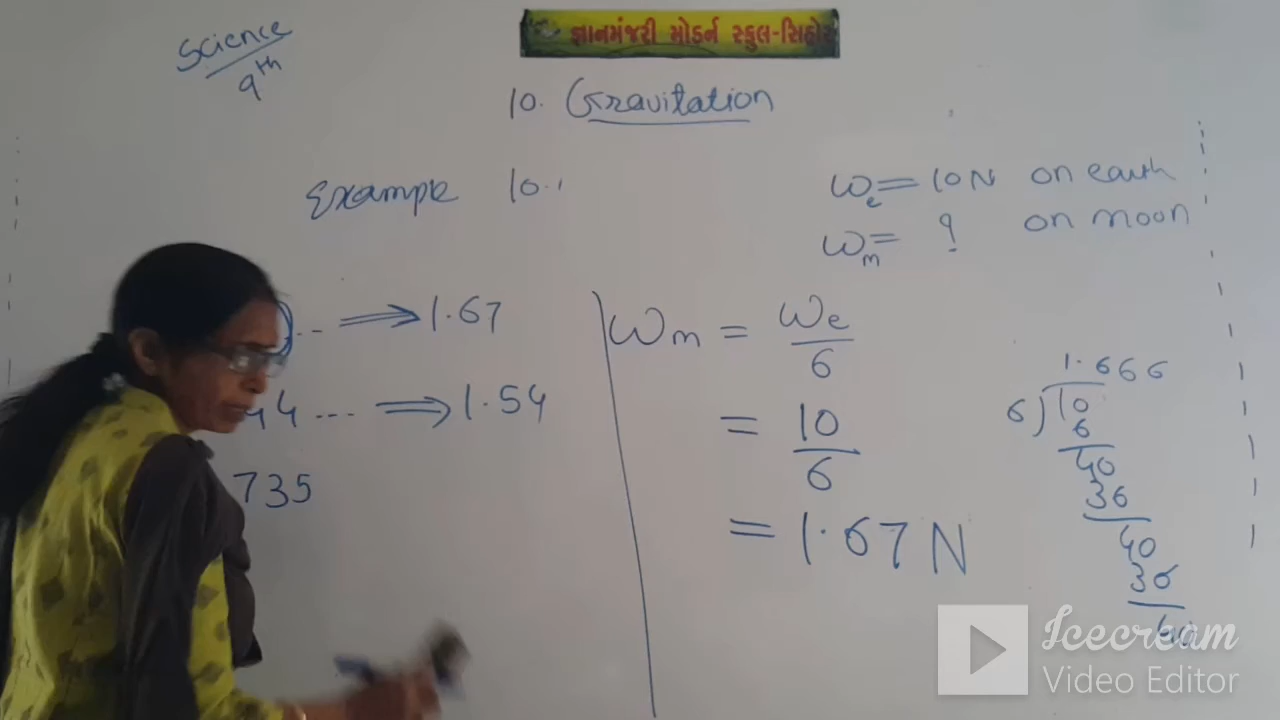 Science
9th
જ્ઞાનમંજરી મોડર્ન સ્કુલ-સિહોર
10. Gravitation
Example 10.1
We = 10N on earth
Wm = ? on moon
... ⟹ 1.67
44 .... ⟹ 1.54
735
Wm = We/6
= 10/6
= 1.67 N
1.666
6)10
6
40
36
40
36
Icecream
Video Editor